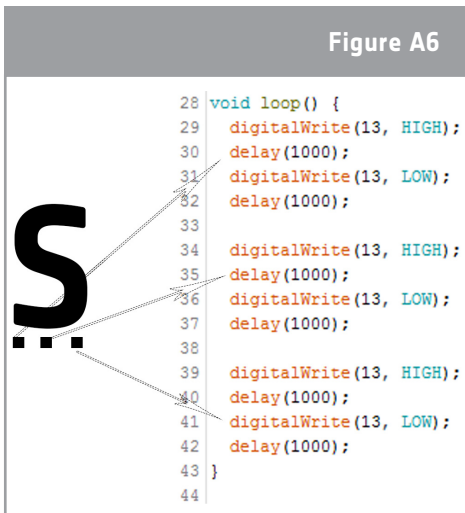 Figure A6
28 void loop() {
29 digitalWrite(13, HIGH);
30 delay(1000);
31 digitalWrite(13, LOW);
32 delay(1000);
33
34 digitalWrite(13, HIGH);
35 delay(1000);
36 digitalWrite(13, LOW);
37 delay(1000);
38
39 digitalWrite(13, HIGH);
40 delay(1000);
41 digitalWrite(13, LOW);
42 delay(1000);
43 }
44
S
...